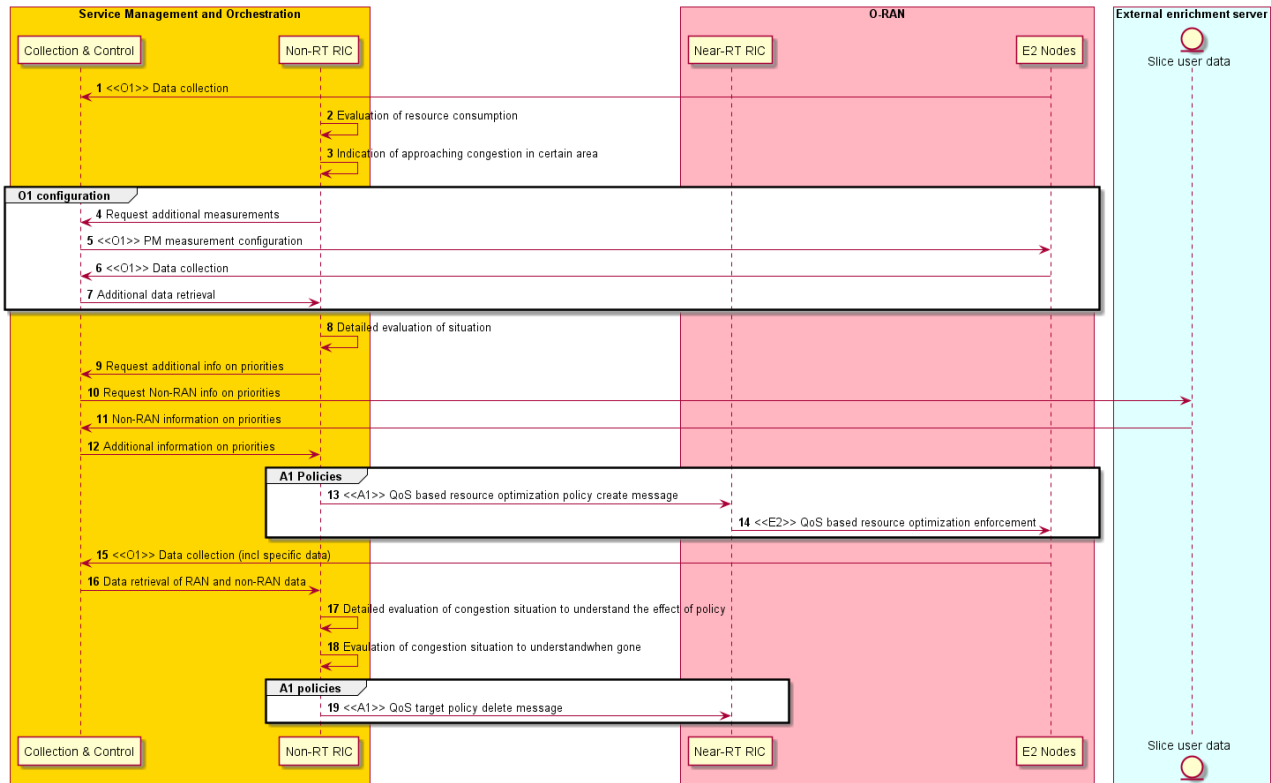 Service Management and Orchestration
O-RAN
External enrichment server
Collection & Control
Non-RT RIC
Near-RT RIC
E2 Nodes
Slice user data
1 <<O1>> Data collection
2 Evaluation of resource consumption
3 Indication of approaching congestion in certain area
O1 configuration
4 Request additional measurements
5 <<O1>> PM measurement configuration
6 <<O1>> Data collection
7 Additional data retrieval
8 Detailed evaluation of situation
9 Request additional info on priorities
10 Request Non-RAN info on priorities
11 Non-RAN information on priorities
12 Additional information on priorities
A1 Policies
13 <<A1>> QoS based resource optimization policy create message
14 <<E2>> QoS based resource optimization enforcement
15 <<O1>> Data collection (incl specific data)
16 Data retrieval of RAN and non-RAN data
17 Detailed evaluation of congestion situation to understand the effect of policy
18 Evaulation of congestion situation to understandwhen gone
A1 policies
19 <<A1>> QoS target policy delete message
Collection & Control
Non-RT RIC
Near-RT RIC
E2 Nodes
Slice user data